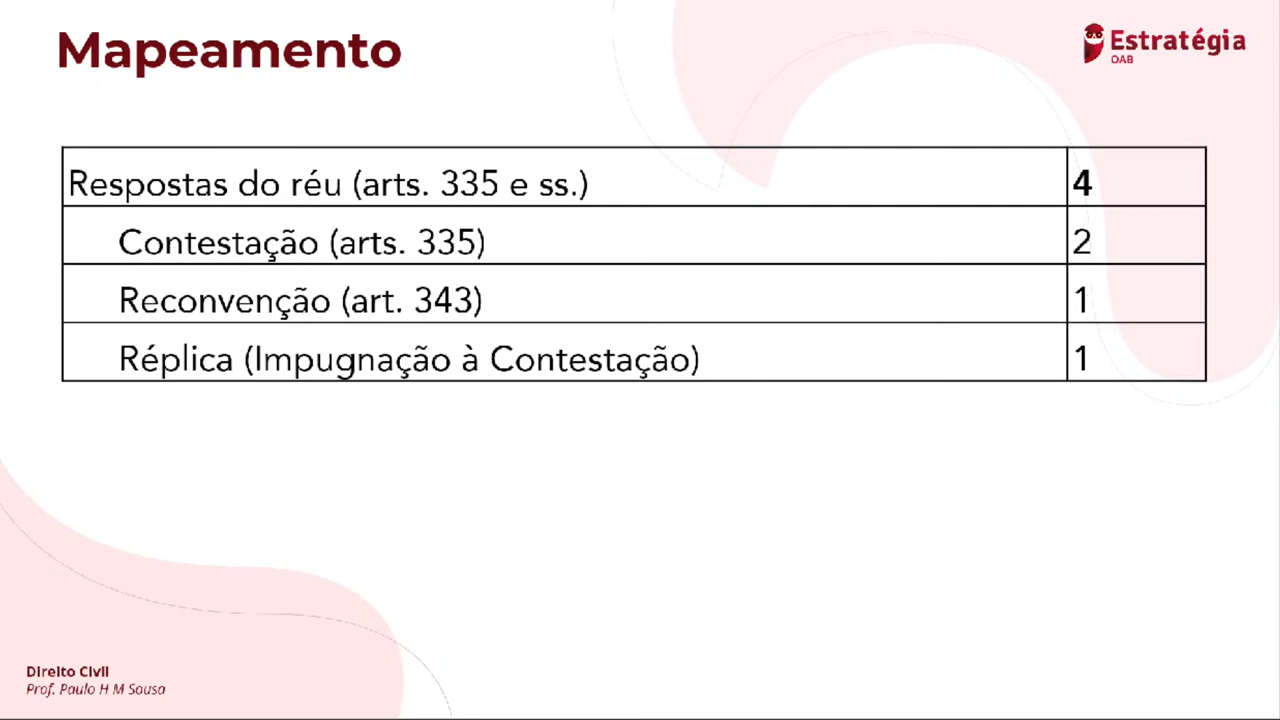 Mapeamento
Estratégia
OAB
Respostas do réu (arts. 335 e ss.) 4
Contestação (arts. 335) 2
Reconvenção (art. 343) 1
Réplica (Impugnação à Contestação) 1
Direito Civil
Prof. Paulo H M Sousa